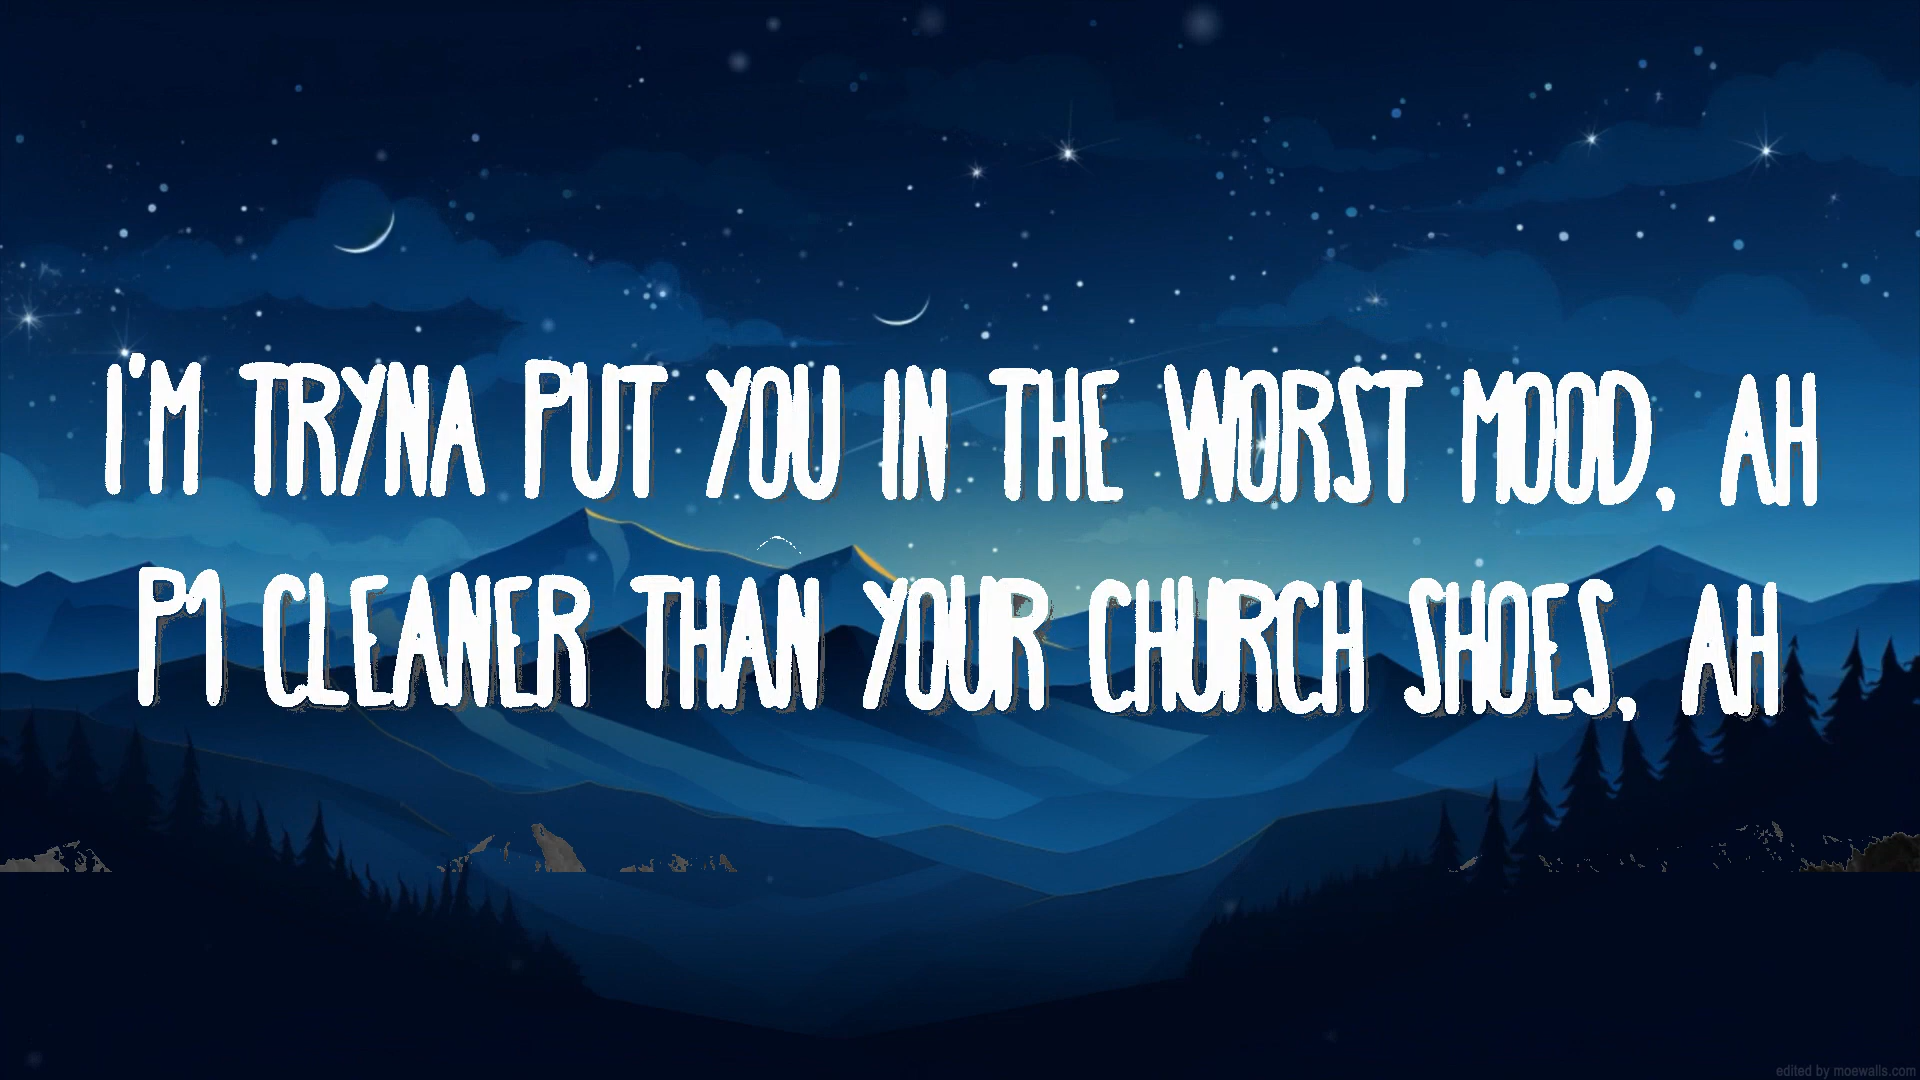 I'M TRYNA PUT YOU IN THE WORST MOOD, AH
P1 CLEANER THAN YOUR CHURCH SHOES, AH
edited by moewalls.com